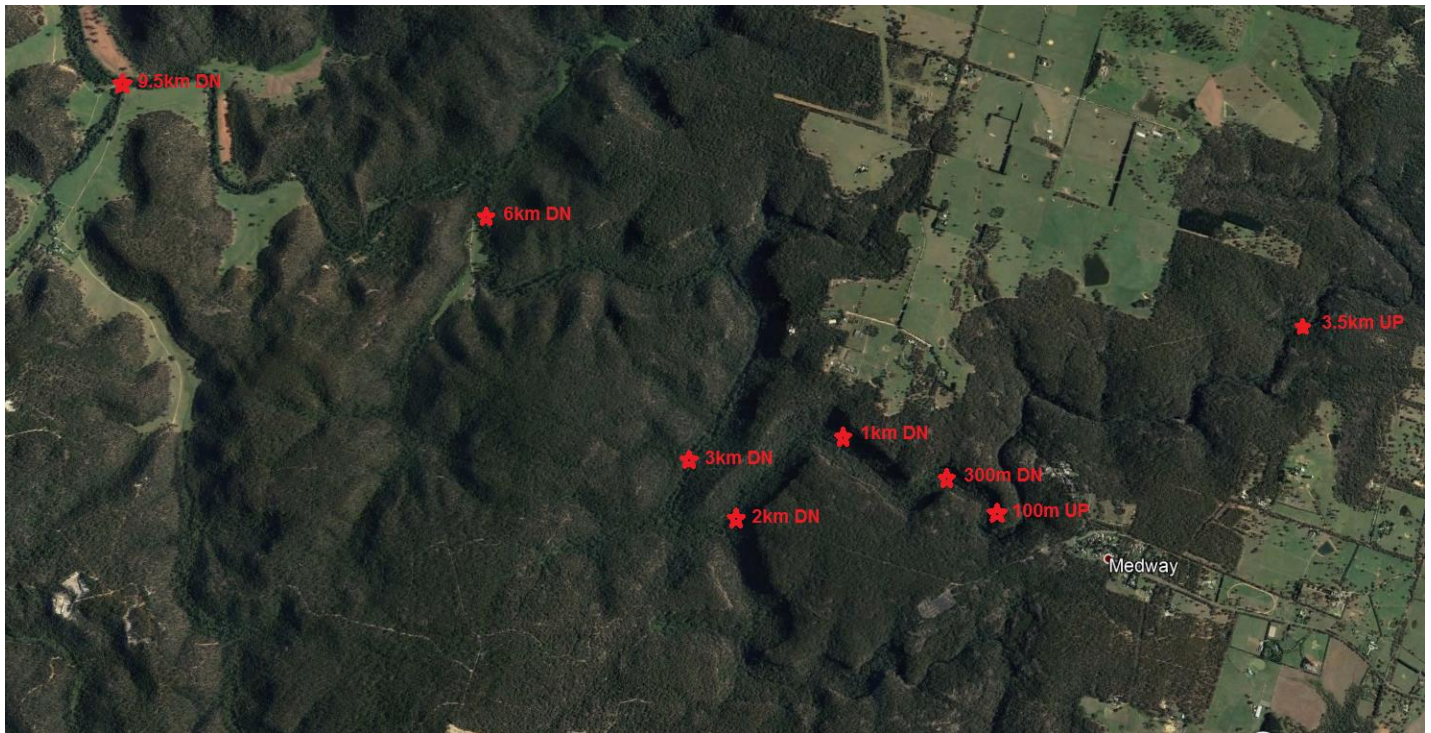 9.5km DN
6km DN
3.5km UP
1km DN
3km DN
300m DN
100m UP
2km DN
Medway